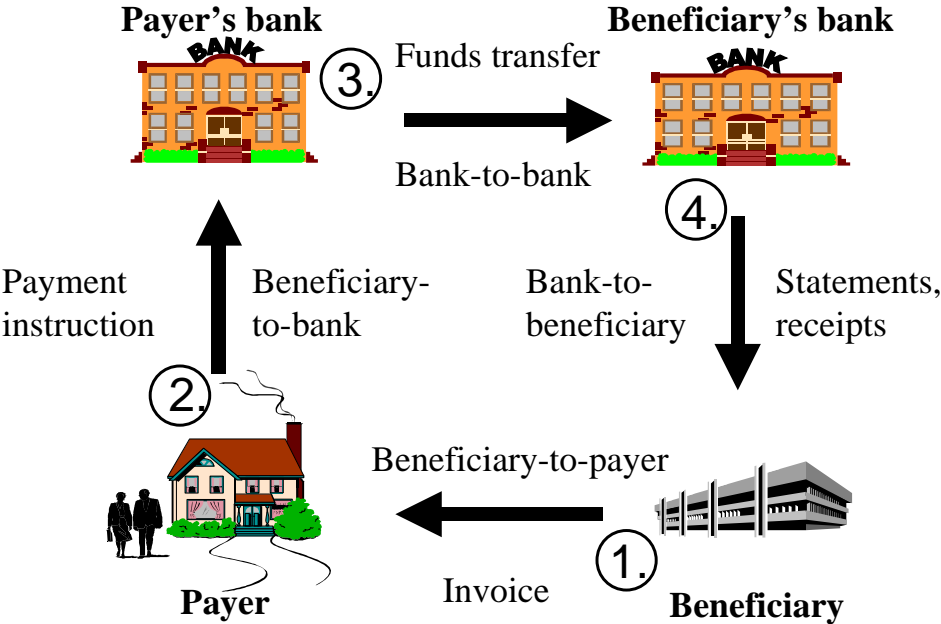 Payer's bank
Beneficiary's bank
BANK
BANK
3.
Funds transfer
Bank-to-bank
4.
Payment
instruction
Beneficiary-
to-bank
Bank-to-
beneficiary
Statements,
receipts
2.
Beneficiary-to-payer
1.
Invoice
Payer
Beneficiary